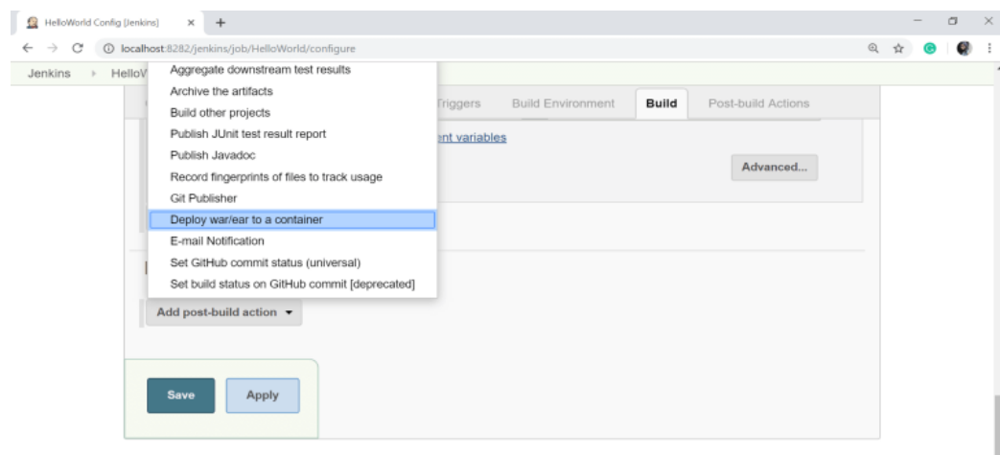 HelloWorld Config [Jenkins]
localhost:8282/jenkins/job/HelloWorld/configure
Jenkins
Aggregate downstream test results
Archive the artifacts
Build other projects
Publish JUnit test result report
Publish Javadoc
Record fingerprints of files to track usage
Git Publisher
Deploy war/ear to a container
E-mail Notification
Set GitHub commit status (universal)
Set build status on GitHub commit [deprecated]
Triggers Build Environment Build Post-build Actions
variables
Advanced...
Add post-build action
Save Apply